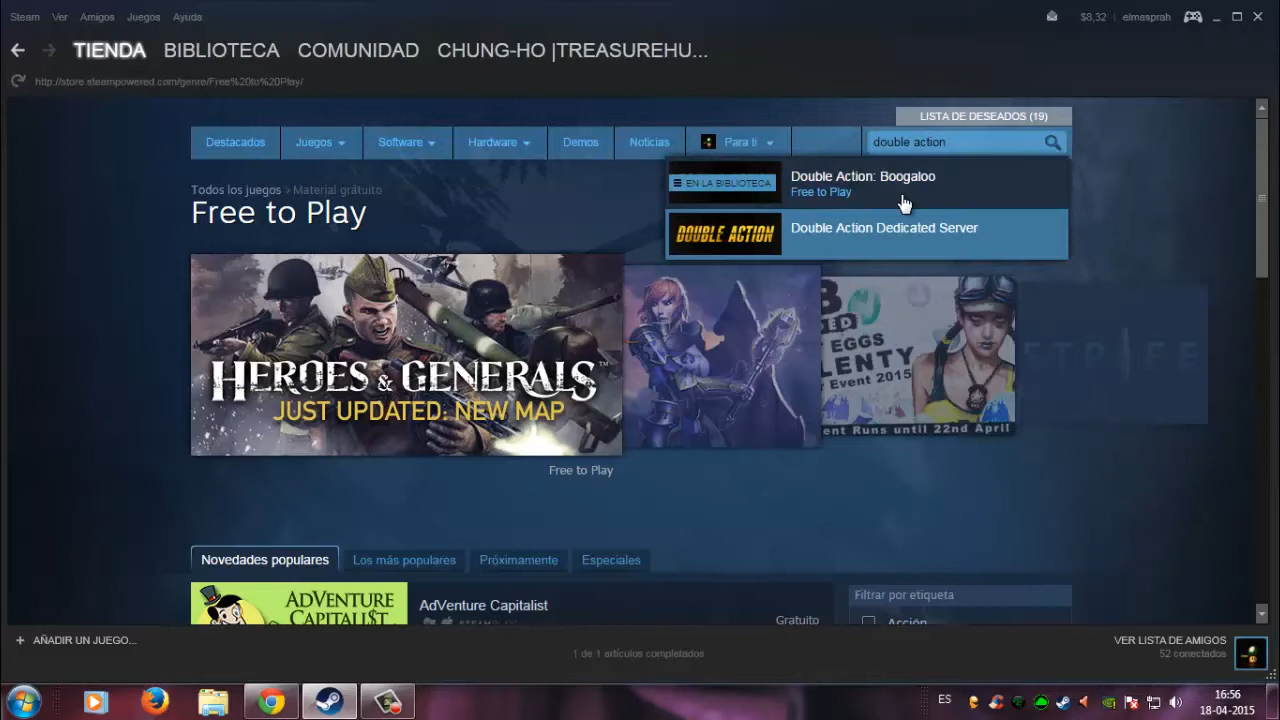 Steam Ver Amigos Juegos Ayuda $8,32 elmasprah
TIENDA BIBLIOTECA COMUNIDAD CHUNG-HO |TREASUREHU...
http://store.steampowered.com/genre/Free%20to%20Play/
LISTA DE DESEADOS (19)
Destacados Juegos Software Hardware Demos Noticias Para ti double action
EN LA BIBLIOTECA
Double Action: Boogaloo
Free to Play
DOUBLE ACTION
Double Action Dedicated Server
Todos los juegos > Material gratuito
Free to Play
HEROES & GENERALS™
JUST UPDATED: NEW MAP
EGGS
LENTY
Event 2015
ent Runs until 22nd April
STRIFE
Free to Play
Novedades populares Los más populares Próximamente Especiales
ADVENTURE
CAPITALI$T
AdVenture Capitalist
Gratuito
Filtrar por etiqueta
Acción
+ AÑADIR UN JUEGO...
1 de 1 artículos completados
VER LISTA DE AMIGOS
52 conectados
ES
16:56
18-04-2015